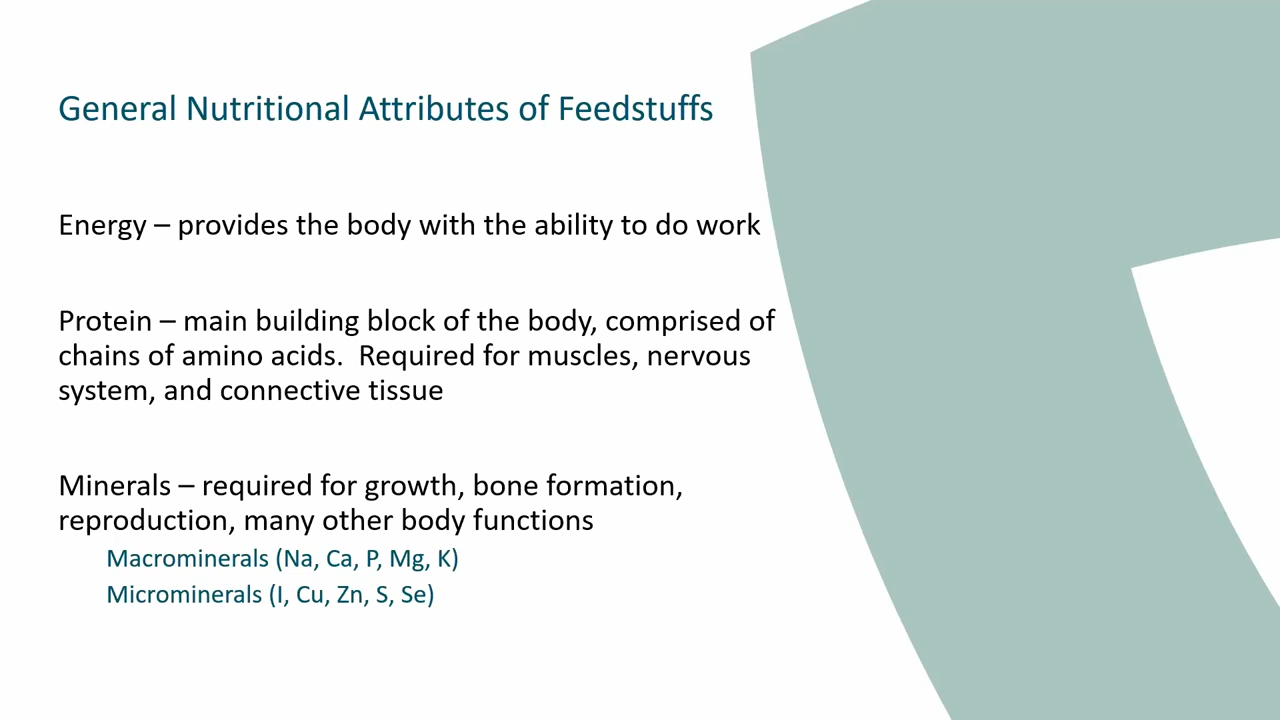 General Nutritional Attributes of Feedstuffs
Energy – provides the body with the ability to do work
Protein – main building block of the body, comprised of
chains of amino acids.  Required for muscles, nervous
system, and connective tissue
Minerals – required for growth, bone formation,
reproduction, many other body functions
Macrominerals (Na, Ca, P, Mg, K)
Microminerals (I, Cu, Zn, S, Se)